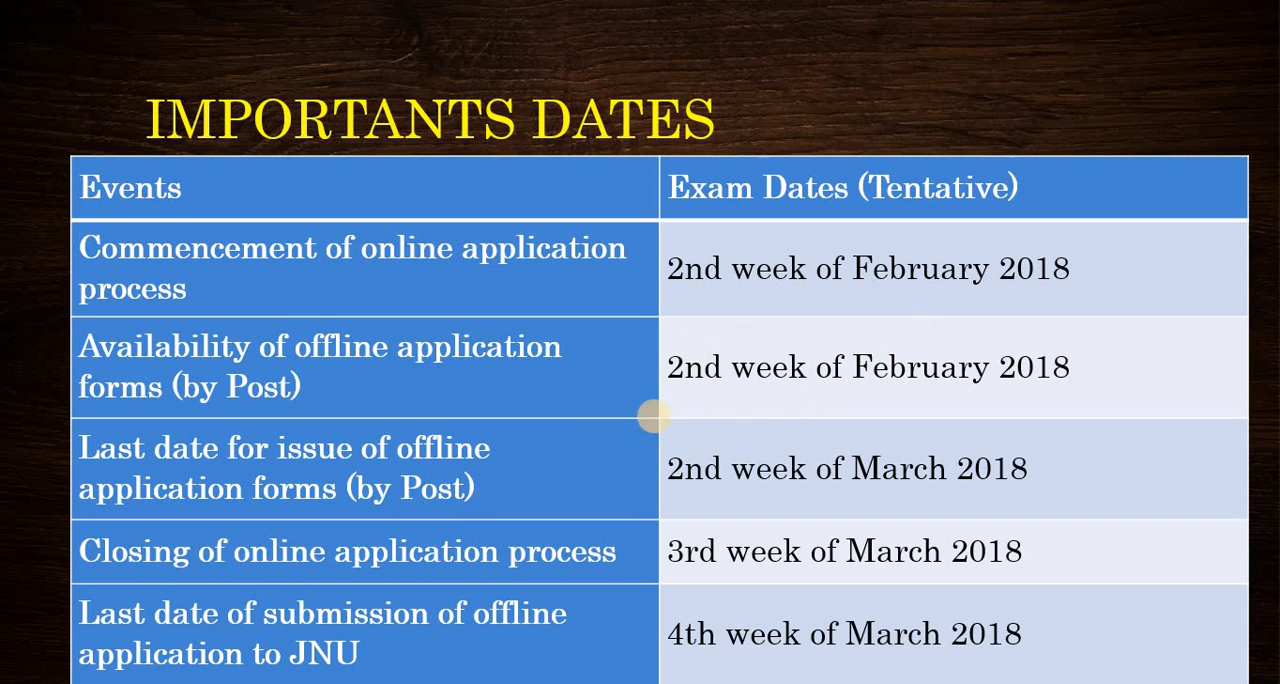 IMPORTANTS DATES
Events
Exam Dates (Tentative)
Commencement of online application
process
2nd week of February 2018
Availability of offline application
forms (by Post)
2nd week of February 2018
Last date for issue of offline
application forms (by Post)
2nd week of March 2018
Closing of online application process
3rd week of March 2018
Last date of submission of offline
application to JNU
4th week of March 2018